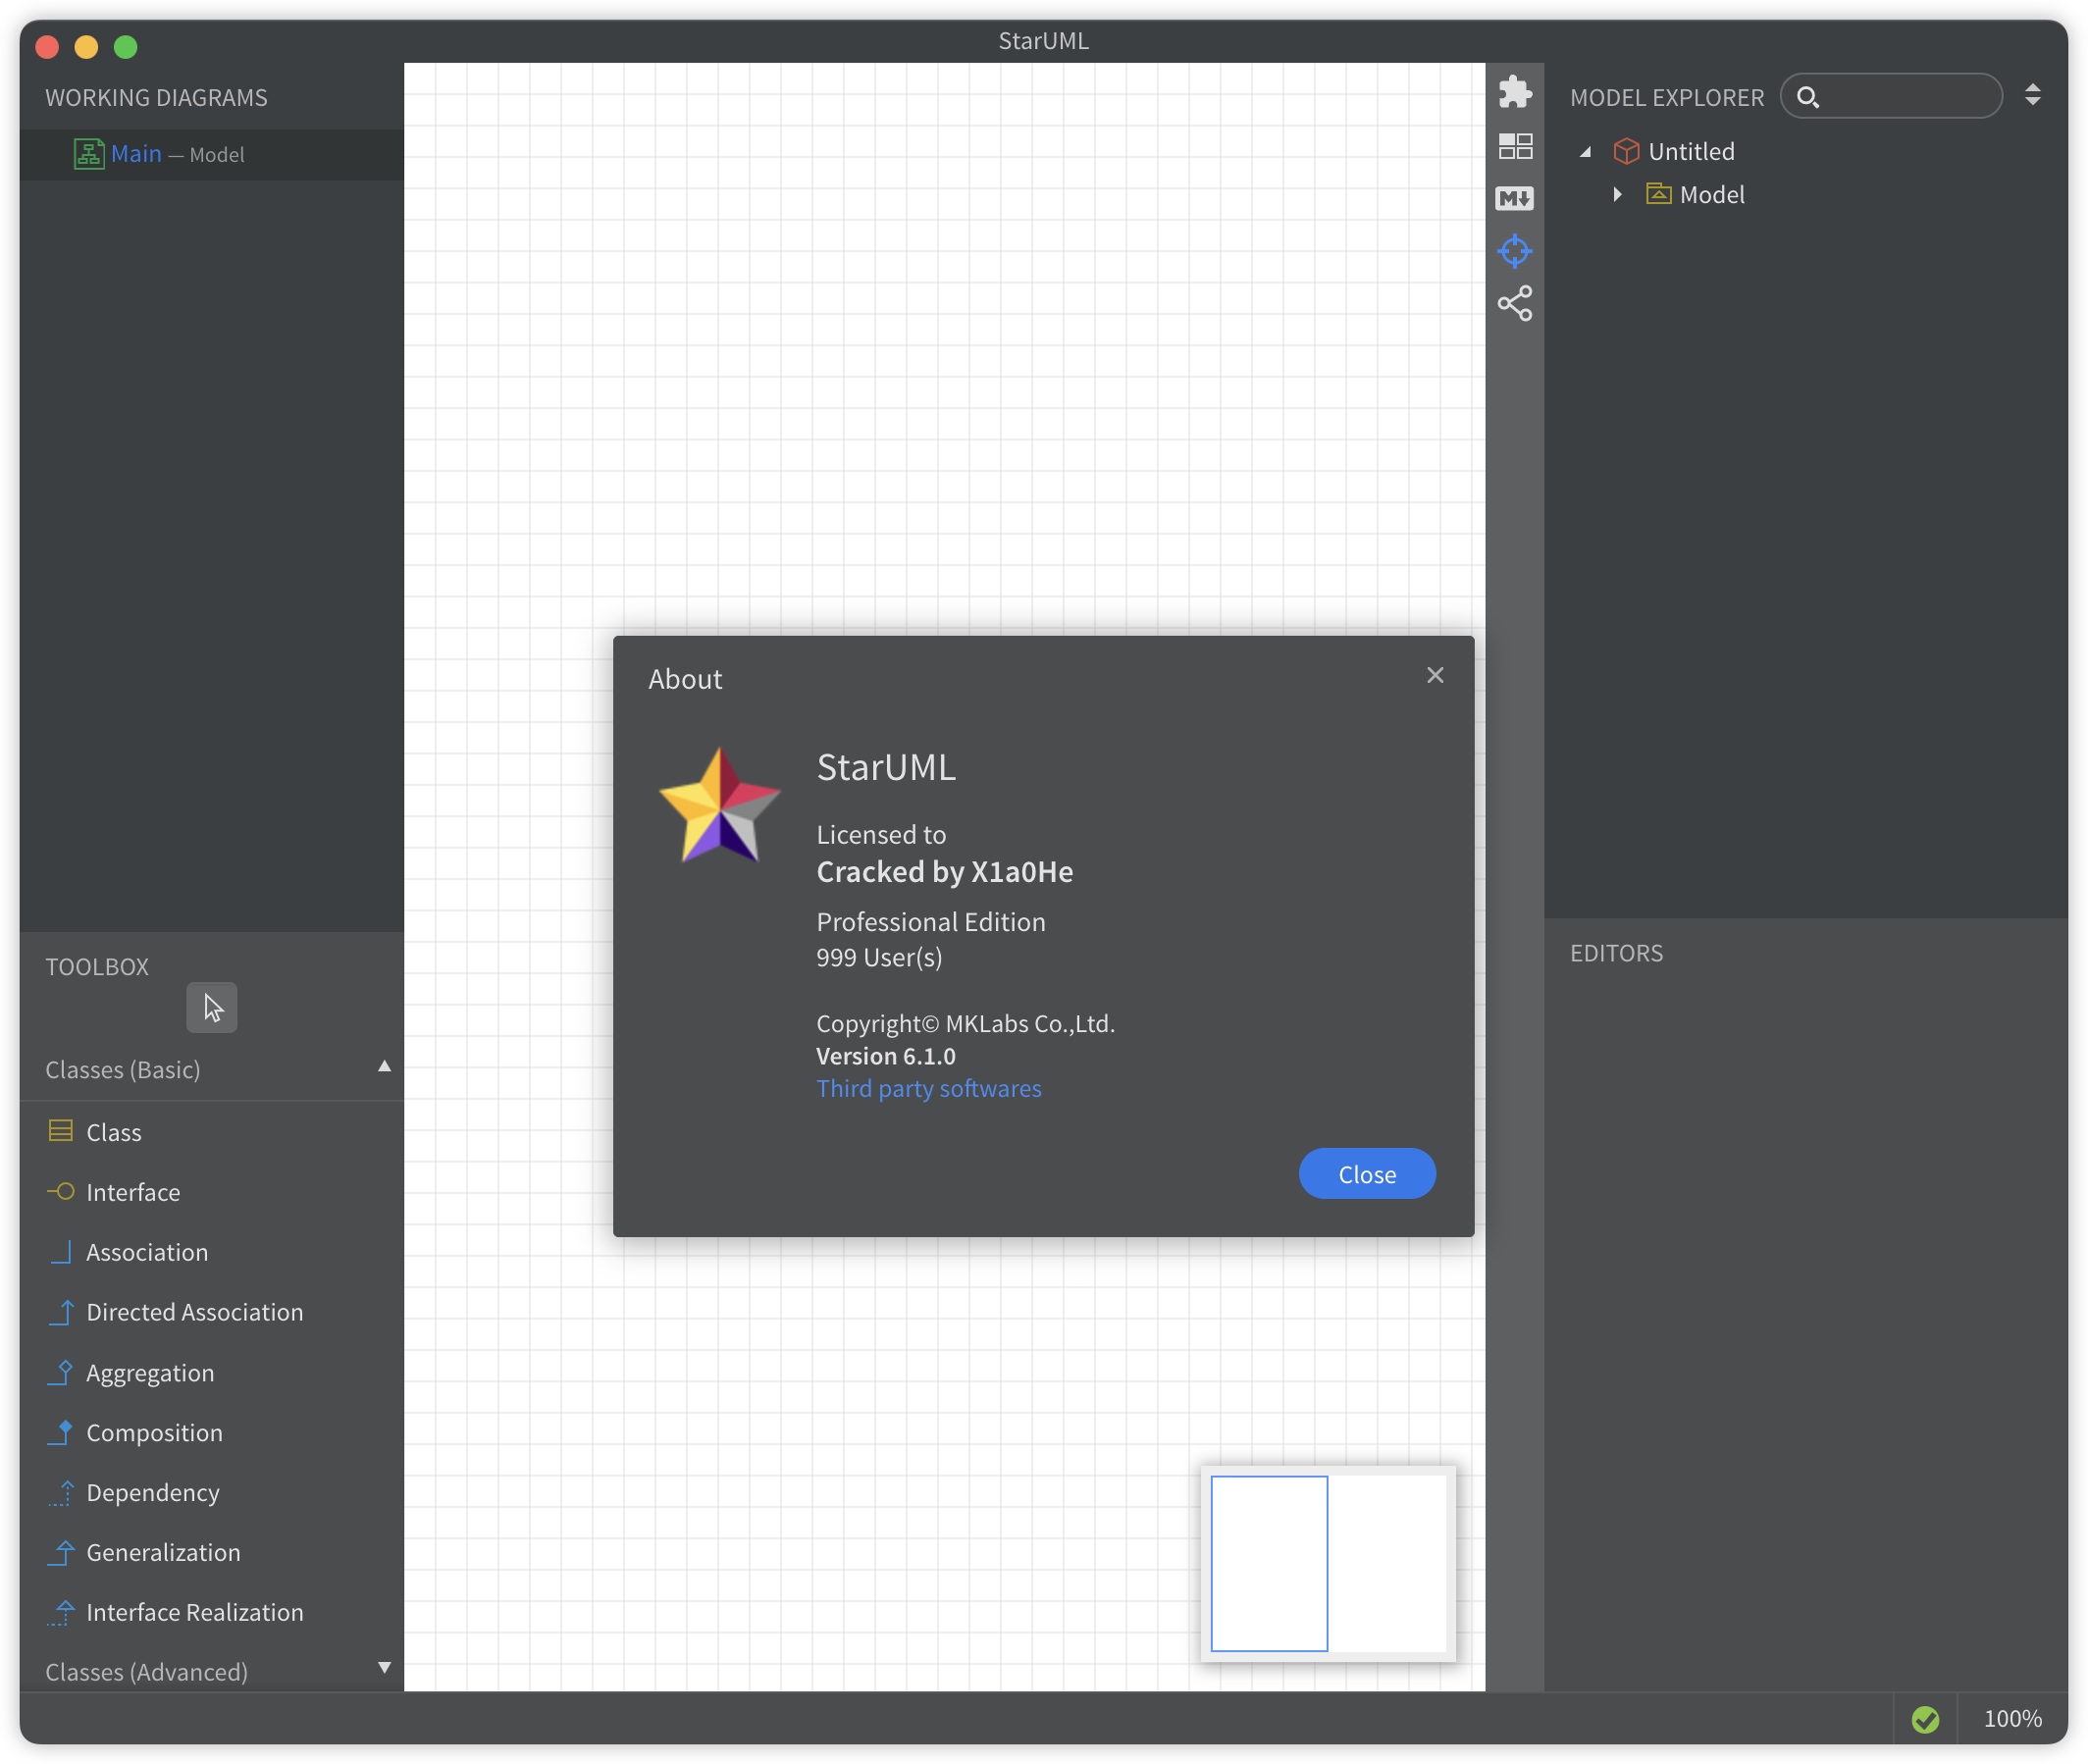 StarUML
WORKING DIAGRAMS
Main — Model
TOOLBOX
Classes (Basic)
Class
Interface
Association
Directed Association
Aggregation
Composition
Dependency
Generalization
Interface Realization
Classes (Advanced)
About
StarUML
Licensed to
Cracked by X1a0He
Professional Edition
999 User(s)
Copyright© MKLabs Co.,Ltd.
Version 6.1.0
Third party softwares
Close
M
MODEL EXPLORER
Untitled
Model
EDITORS
100%